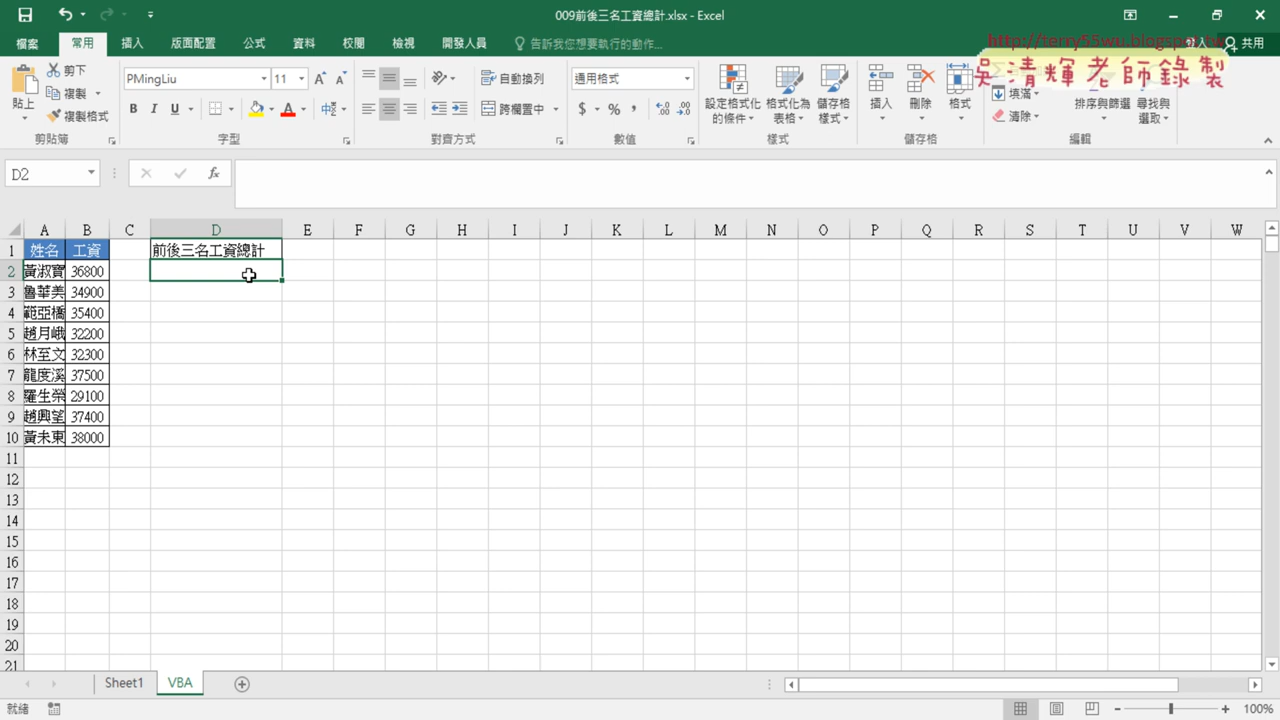 009前後三名工資總計.xlsx - Excel
檔案 常用 插入 版面配置 公式 資料 校閱 檢視 開發人員 告訴我您想要執行的動作... 登入 共用
http://terry55wu.blogspot.tw
吳清輝老師錄製
貼上 剪下 複製 複製格式 剪貼簿
PMingLiu 11 B I U A 字型
自動換列 跨欄置中 對齊方式
通用格式 $ % , 數值
設定格式化的條件 格式化為表格 儲存格樣式 樣式
插入 刪除 格式 儲存格
填滿 清除 排序與篩選 尋找與選取 編輯
D2 fx
A B C D E F G H I J K L M N O P Q R S T U V W
1 姓名 工資 前後三名工資總計
2 黃淑寶 36800
3 魯華美 34900
4 範亞橋 35400
5 趙月峨 32200
6 林至文 32300
7 龍度溪 37500
8 羅生榮 29100
9 趙興望 37400
10 黃未東 38000
11
12
13
14
15
16
17
18
19
20
21
Sheet1 VBA
就緒 100%